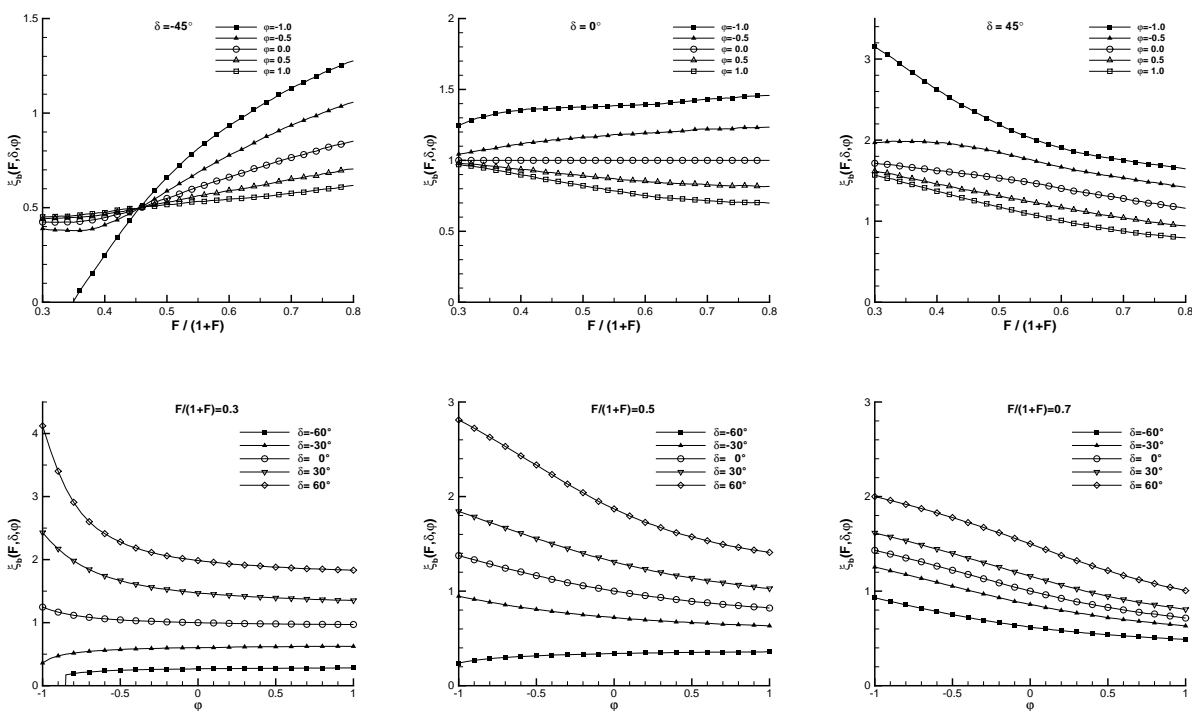 δ =-45°
φ=-1.0
φ=-0.5
φ= 0.0
φ= 0.5
φ= 1.0
ξb(F,δ,φ)
1.5
1
0.5
0
0.3 0.4 0.5 0.6 0.7 0.8
F / (1+F)
δ = 0°
φ=-1.0
φ=-0.5
φ= 0.0
φ= 0.5
φ= 1.0
ξb(F,δ,φ)
2
1.5
1
0.5
0
0.3 0.4 0.5 0.6 0.7 0.8
F / (1+F)
δ = 45°
φ=-1.0
φ=-0.5
φ= 0.0
φ= 0.5
φ= 1.0
ξb(F,δ,φ)
3
2
1
0
0.3 0.4 0.5 0.6 0.7 0.8
F / (1+F)
F/(1+F)=0.3
δ=-60°
δ=-30°
δ= 0°
δ= 30°
δ= 60°
ξb(F,δ,φ)
4
3
2
1
0
-1 -0.5 0 0.5 1
φ
F/(1+F)=0.5
δ=-60°
δ=-30°
δ= 0°
δ= 30°
δ= 60°
ξb(F,δ,φ)
3
2
1
0
-1 -0.5 0 0.5 1
φ
F/(1+F)=0.7
δ=-60°
δ=-30°
δ= 0°
δ= 30°
δ= 60°
ξb(F,δ,φ)
3
2
1
0
-1 -0.5 0 0.5 1
φ